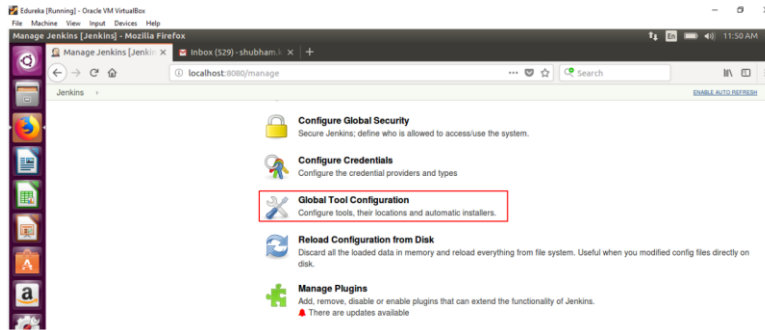 Edureka [Running] - Oracle VM VirtualBox
File Machine View Input Devices Help
Manage Jenkins [Jenkins] - Mozilla Firefox
En 11:50 AM
Manage Jenkins [Jenkin Inbox (529) - shubham.
localhost:8080/manage
Search
Jenkins
ENABLE AUTO REFRESH
Configure Global Security
Secure Jenkins; define who is allowed to access/use the system.
Configure Credentials
Configure the credential providers and types
Global Tool Configuration
Configure tools, their locations and automatic installers.
Reload Configuration from Disk
Discard all the loaded data in memory and reload everything from file system. Useful when you modified config files directly on
disk.
Manage Plugins
Add, remove, disable or enable plugins that can extend the functionality of Jenkins.
There are updates available